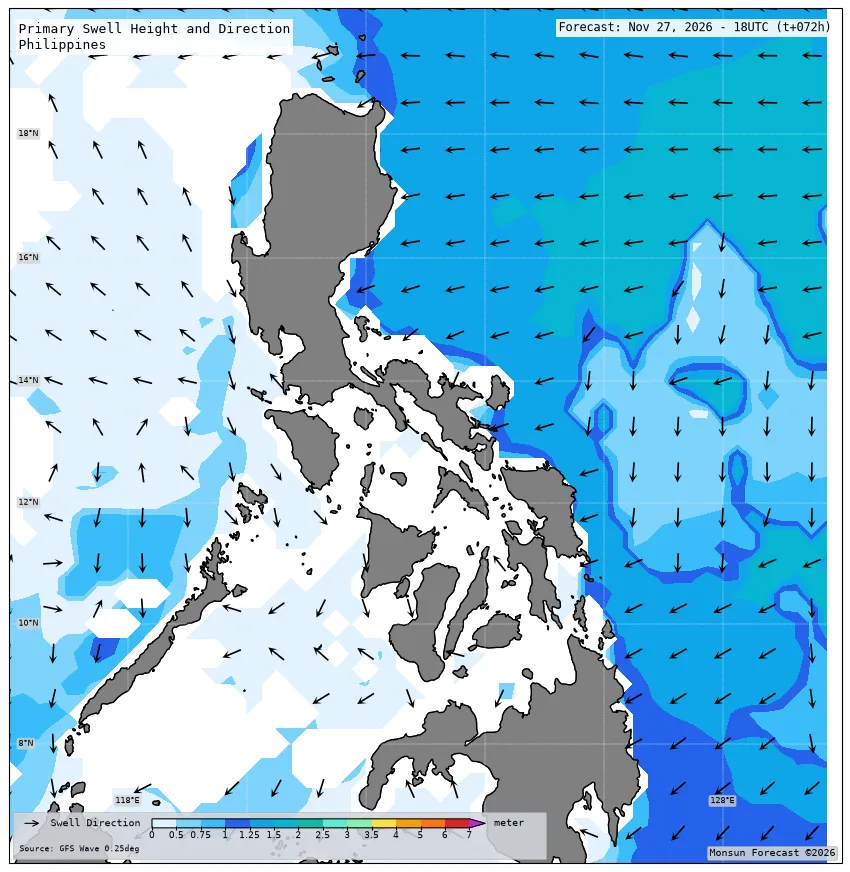 Primary Swell Height and Direction
Philippines
Forecast: Nov 27, 2026 - 18UTC (t+072h)
18°N
16°N
14°N
12°N
10°N
8°N
118°E
128°E
Swell Direction
meter
0 0.5 0.75 1 1.25 1.5 2 2.5 3 3.5 4 5 6 7
Source: GFS Wave 0.25deg
Monsun Forecast ©2026